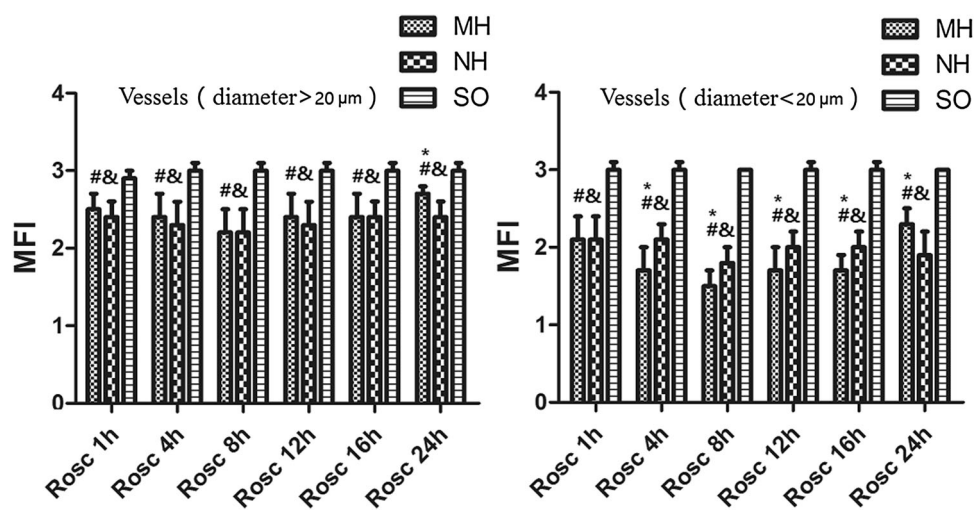 MH
NH
SO
Vessels ( diameter>20 μm )
4
3
2
1
0
MFI
#&
#&
#&
#&
#&
*
#&
Rosc 1h
Rosc 4h
Rosc 8h
Rosc 12h
Rosc 16h
Rosc 24h
MH
NH
SO
Vessels ( diameter<20 μm )
4
3
2
1
0
MFI
#&
*
#&
*
#&
*
#&
*
#&
*
#&
Rosc 1h
Rosc 4h
Rosc 8h
Rosc 12h
Rosc 16h
Rosc 24h